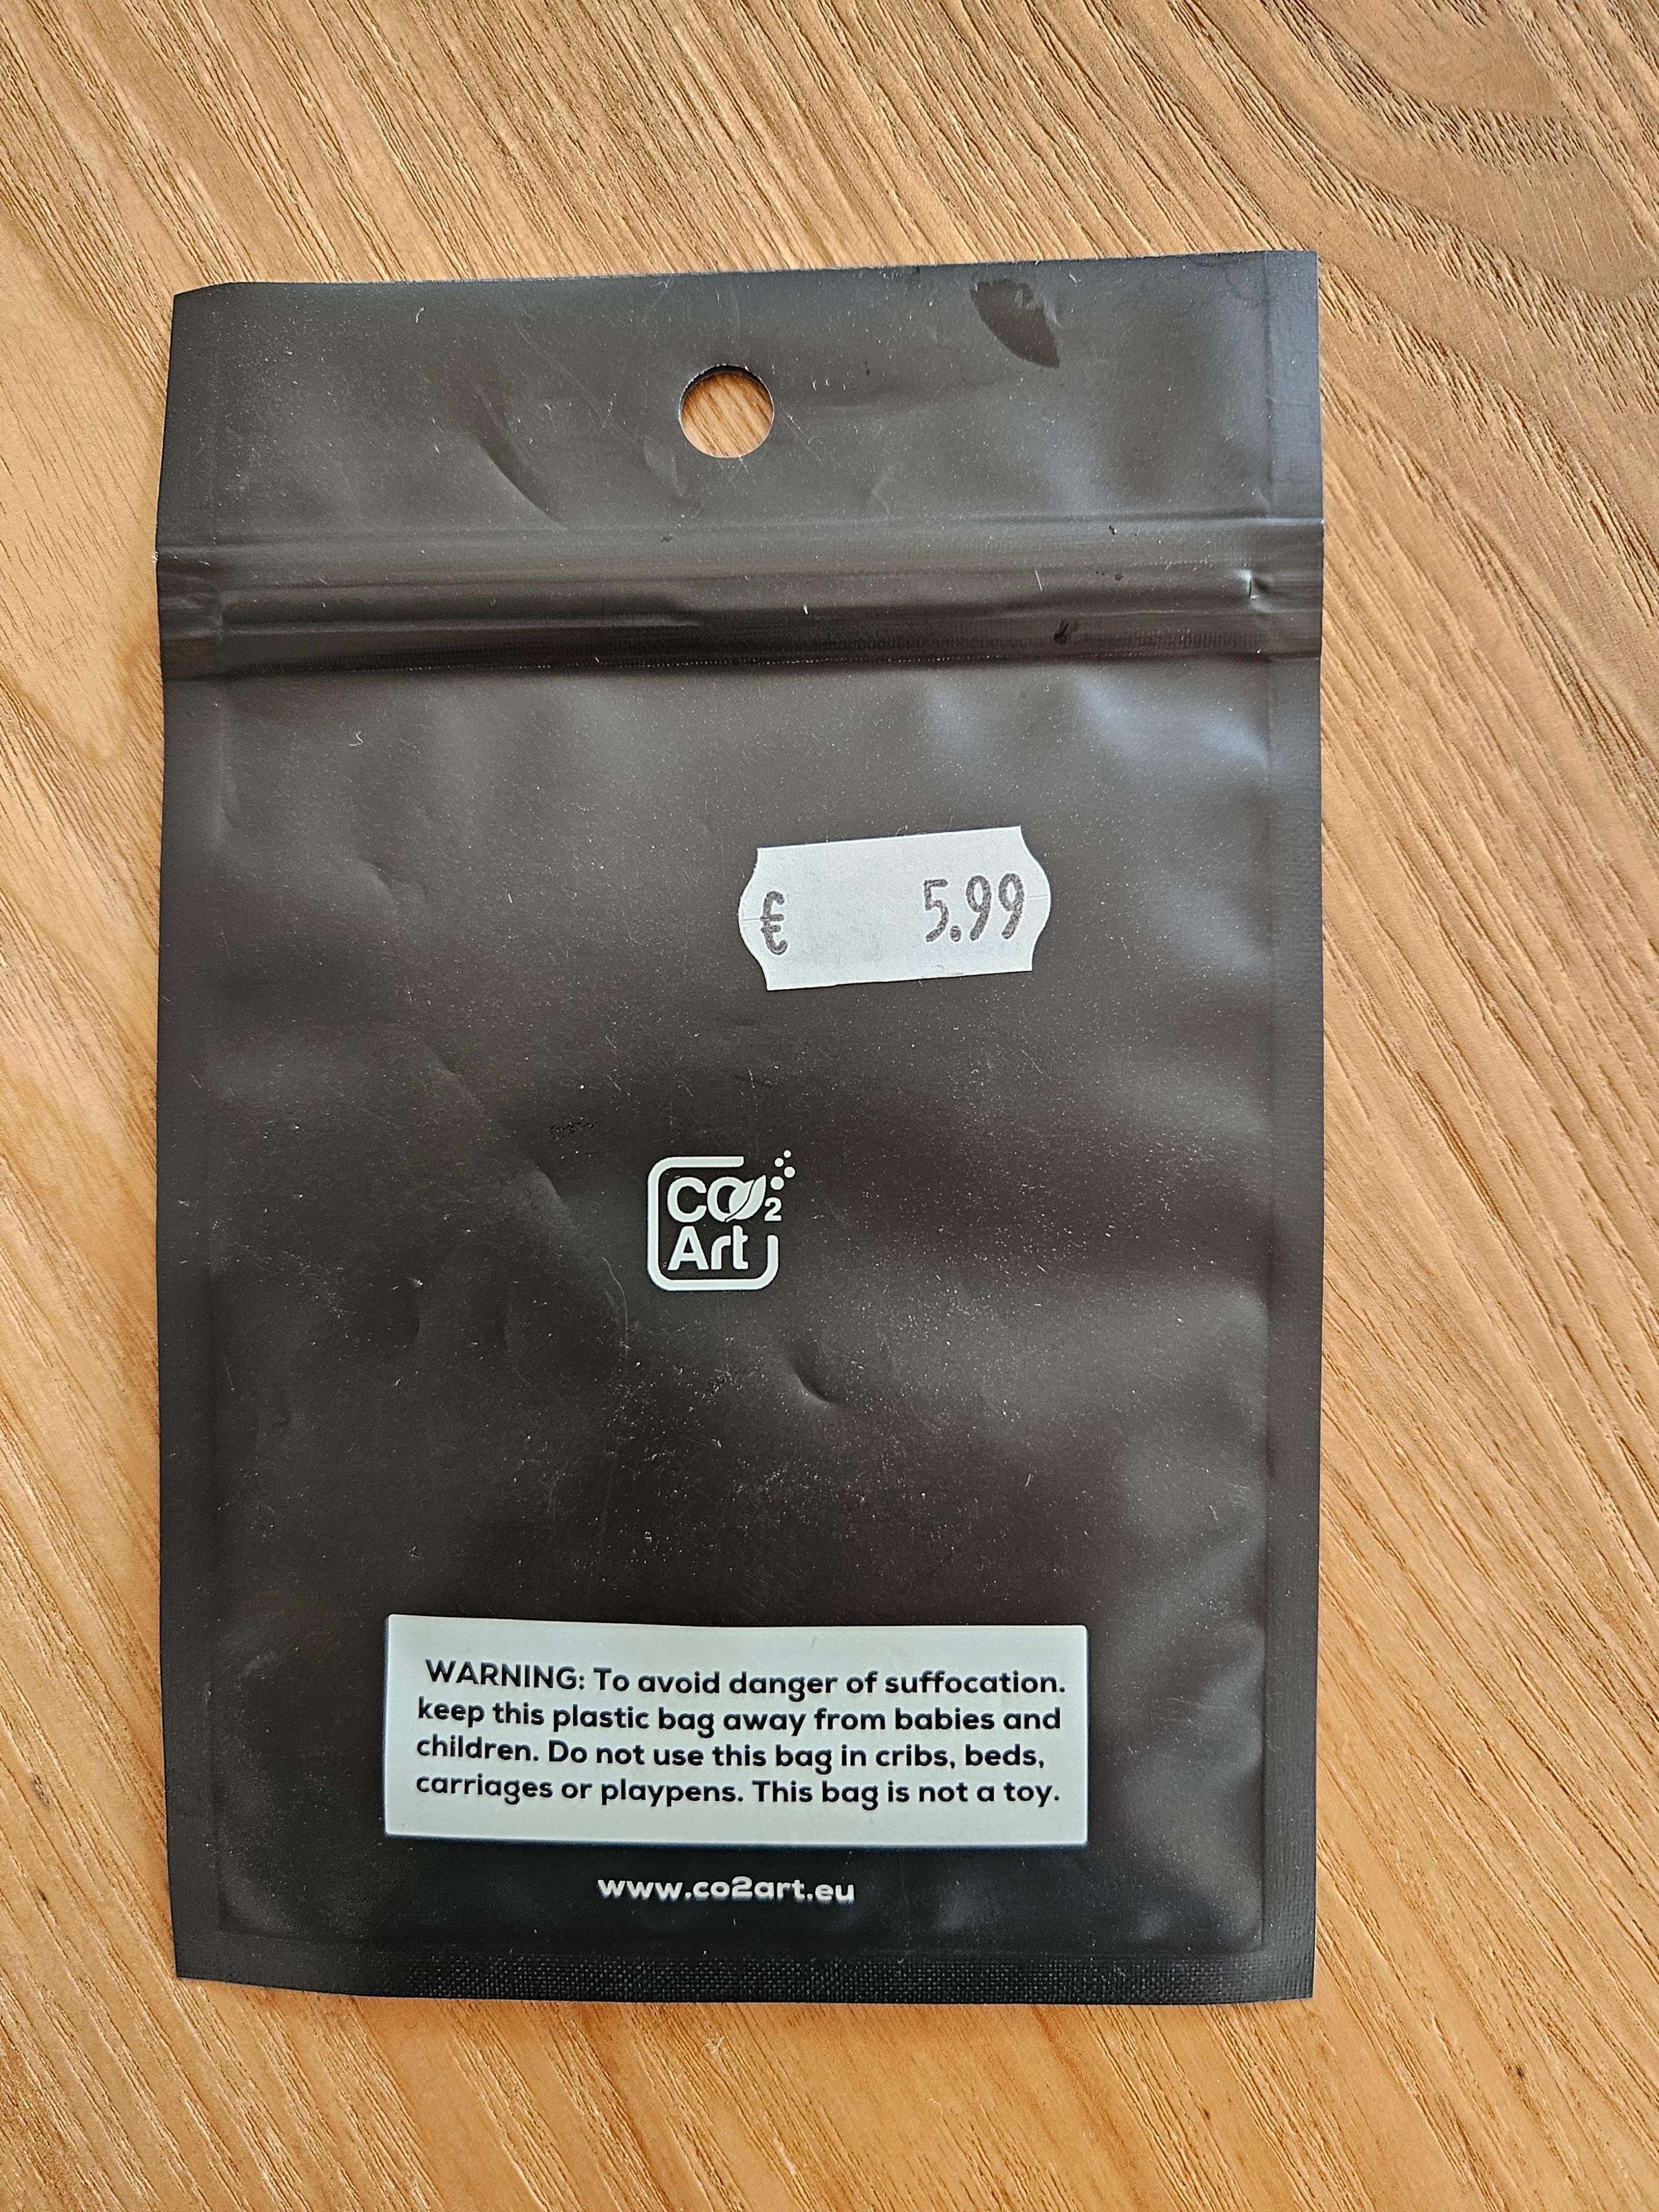 € 5.99
CO2
Art
WARNING: To avoid danger of suffocation.
keep this plastic bag away from babies and
children. Do not use this bag in cribs, beds,
carriages or playpens. This bag is not a toy.
www.co2art.eu